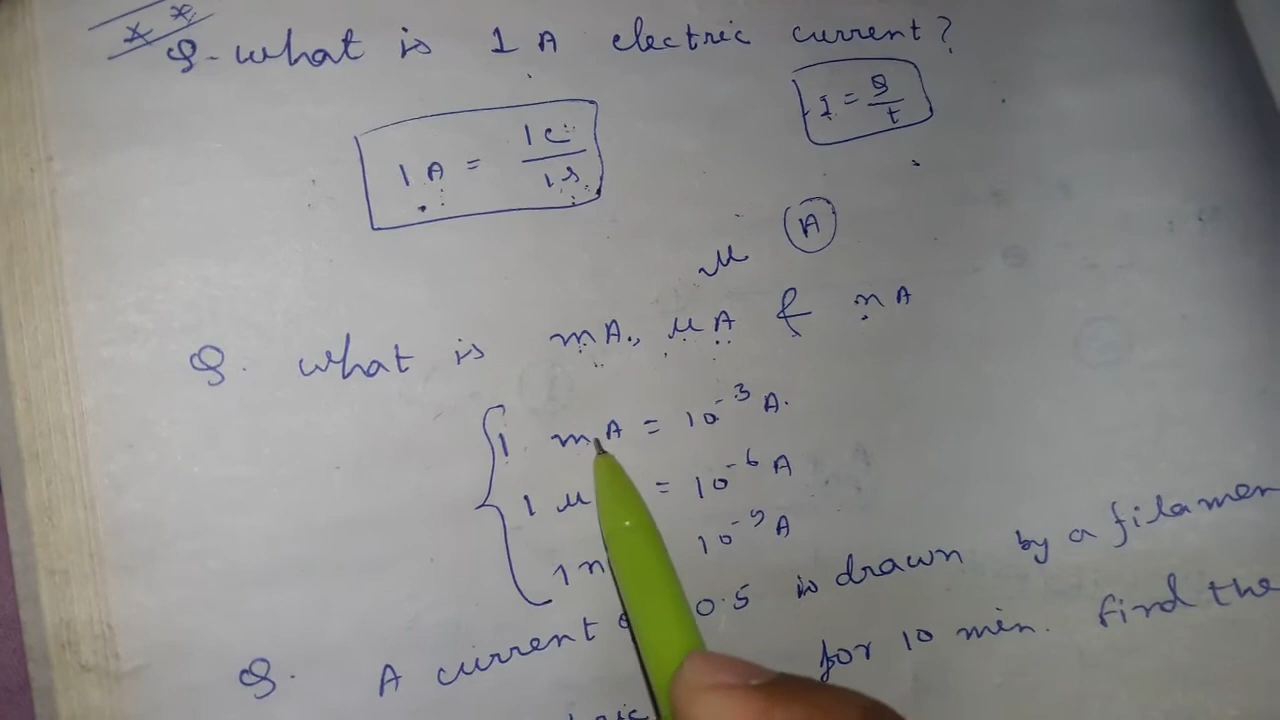 Q. what is 1 A electric current?
1 A = 1C / 1s
I = Q / t
μ A
Q. what is mA, μA & nA
1 mA = 10⁻³ A.
1 μ = 10⁻⁶ A
1 n 10⁻⁹ A
Q. A current 0.5 is drawn by a filamen
for 10 min. Find the